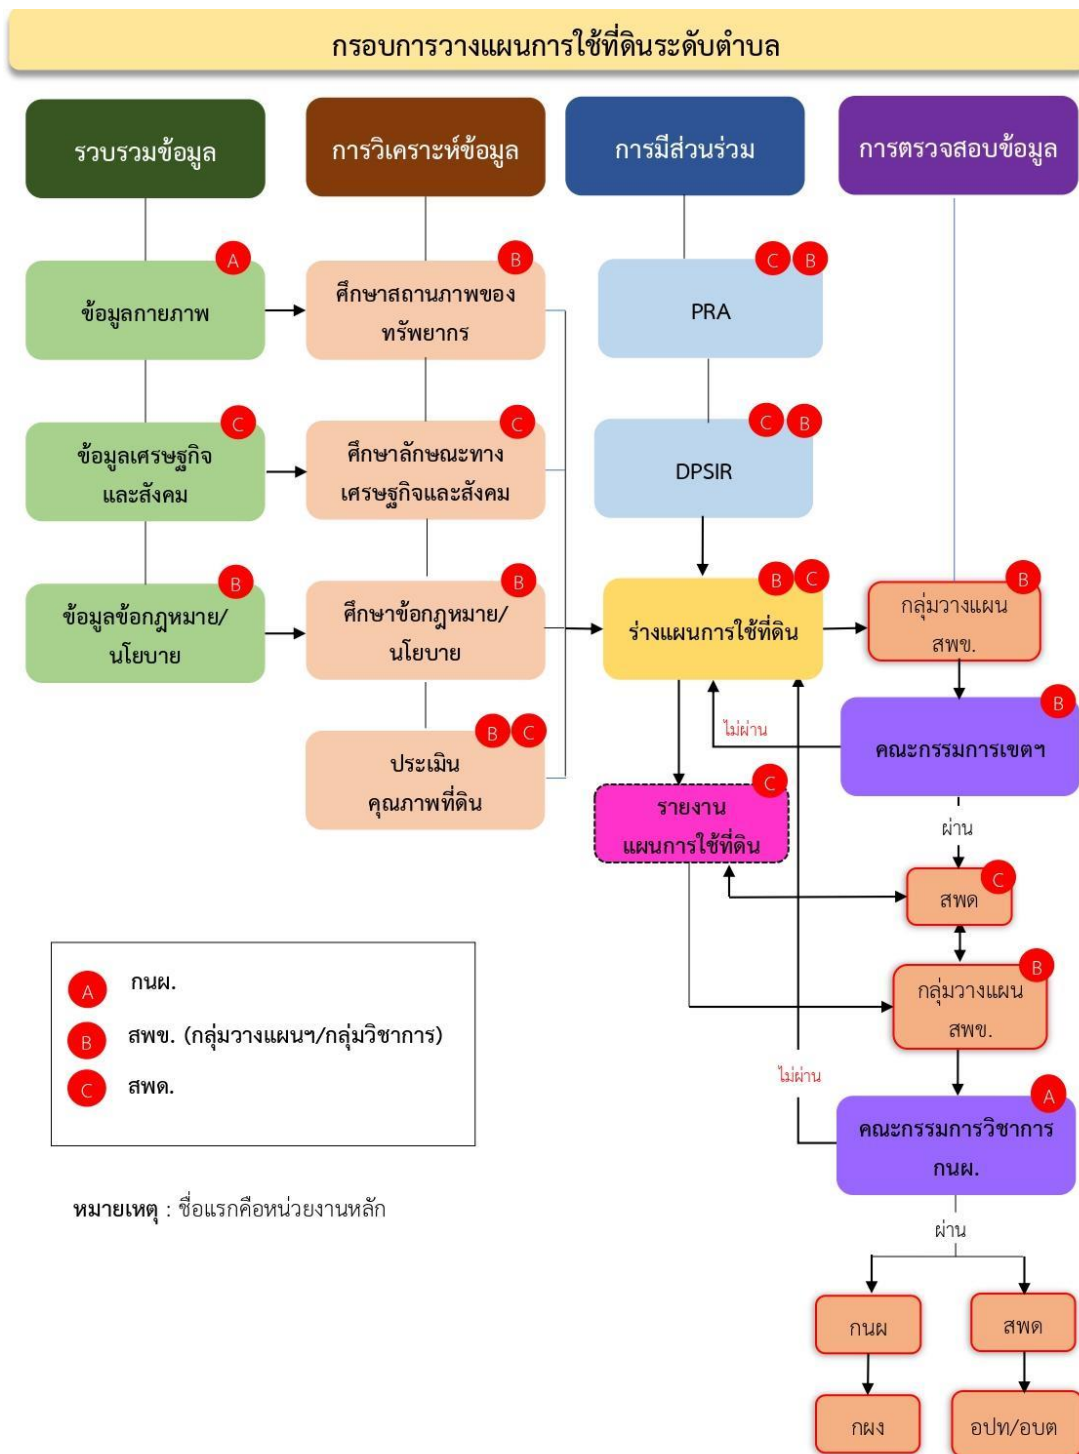 กรอบการวางแผนการใช้ที่ดินระดับตำบล
รวบรวมข้อมูล
การวิเคราะห์ข้อมูล
การมีส่วนร่วม
การตรวจสอบข้อมูล
A
ข้อมูลกายภาพ
B
ศึกษาสถานภาพของ
ทรัพยากร
C B
PRA
C
ข้อมูลเศรษฐกิจ
และสังคม
C
ศึกษาลักษณะทาง
เศรษฐกิจและสังคม
C B
DPSIR
B
ข้อมูลข้อกฎหมาย/
นโยบาย
B
ศึกษาข้อกฎหมาย/
นโยบาย
B C
ร่างแผนการใช้ที่ดิน
B
กลุ่มวางแผน
สพข.
B C
ประเมิน
คุณภาพที่ดิน
ไม่ผ่าน
B
คณะกรรมการเขตฯ
C
รายงาน
แผนการใช้ที่ดิน
ผ่าน
C
สพด
B
กลุ่มวางแผน
สพข.
ไม่ผ่าน
A
คณะกรรมการวิชาการ
กนผ.
ผ่าน
กนผ
สพด
กผง
อปท/อบต
A กนผ.
B สพข. (กลุ่มวางแผนฯ/กลุ่มวิชาการ)
C สพด.
หมายเหตุ : ชื่อแรกคือหน่วยงานหลัก